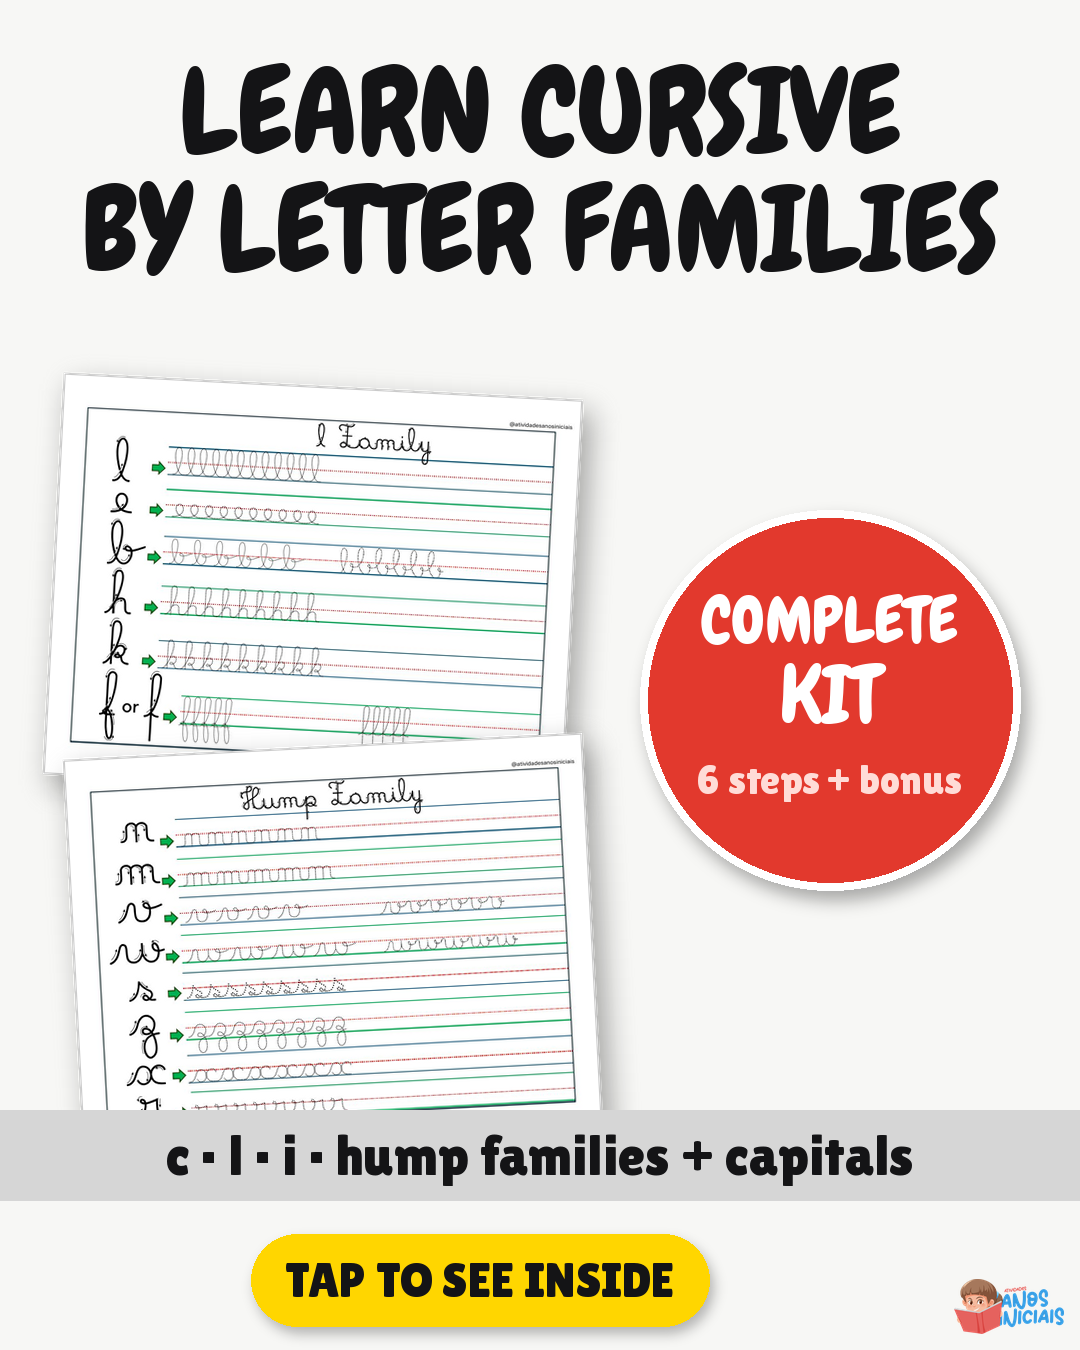 LEARN CURSIVE
BY LETTER FAMILIES
@atividadesanosiniciais
l Family
l
e
b
h
k
f or f
@atividadesanosiniciais
Hump Family
n
m
v
w
s
z
x
COMPLETE
KIT
6 steps + bonus
c · l · i · hump families + capitals
TAP TO SEE INSIDE
ATIVIDADES
ANOS
INICIAIS